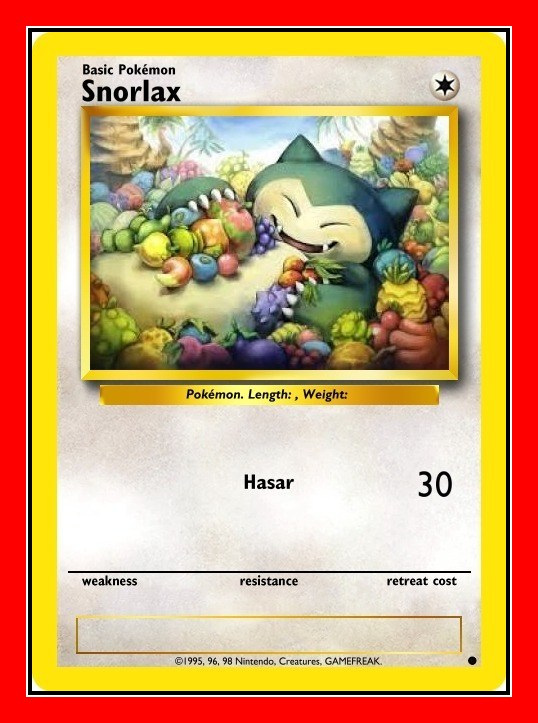 Basic Pokémon
Snorlax
Pokémon. Length: , Weight:
Hasar 30
weakness resistance retreat cost
©1995, 96, 98 Nintendo, Creatures, GAMEFREAK.